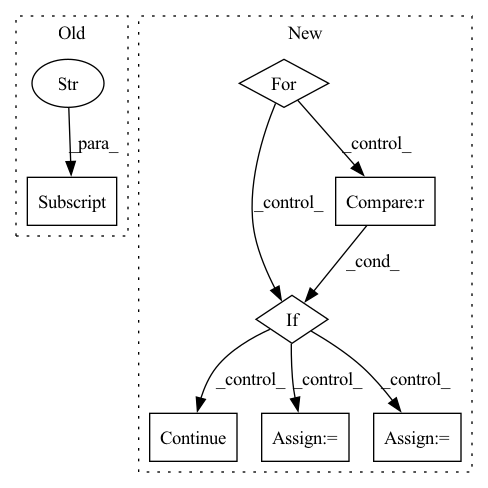 Old
New
Str
For
_para_
_control_
Subscript
Compare:r
_control_
_cond_
If
_control_
_control_
_control_
Continue
Assign:=
Assign:=